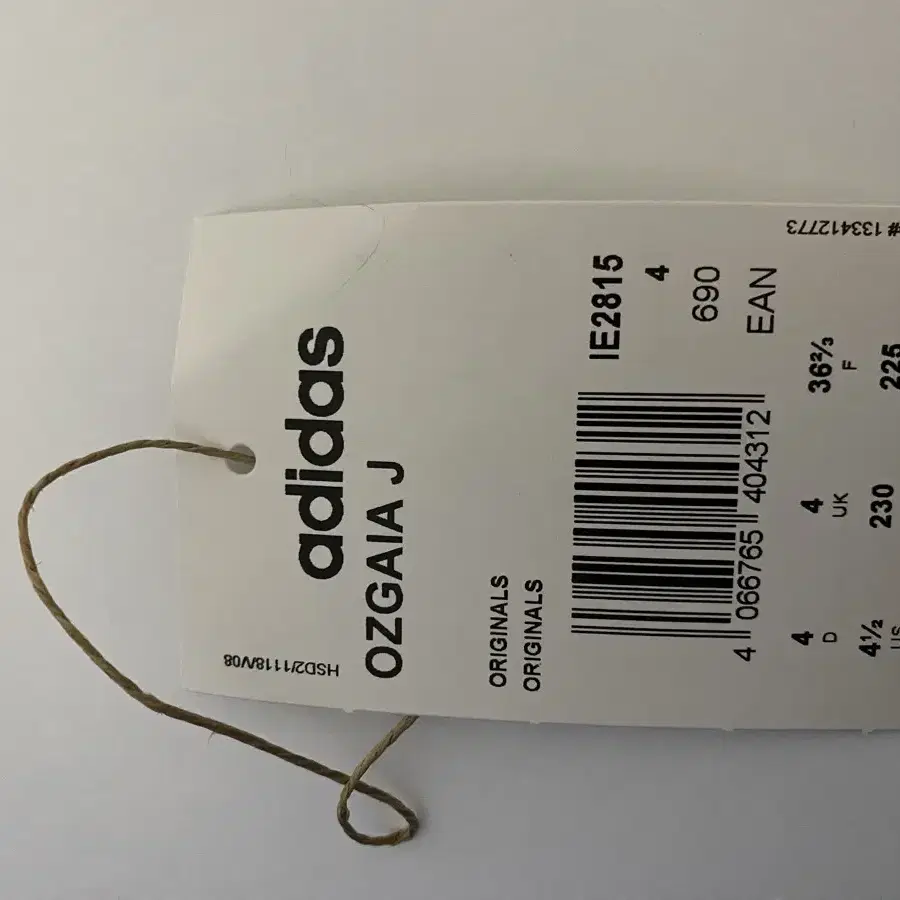 adidas
OZGAIA J
HSD2/1118/V08
ORIGINALS
ORIGINALS
IE2815
4
690
EAN
4 066765 404312
4 4 36⅔
D UK F
4½ 230 225
# 133412773